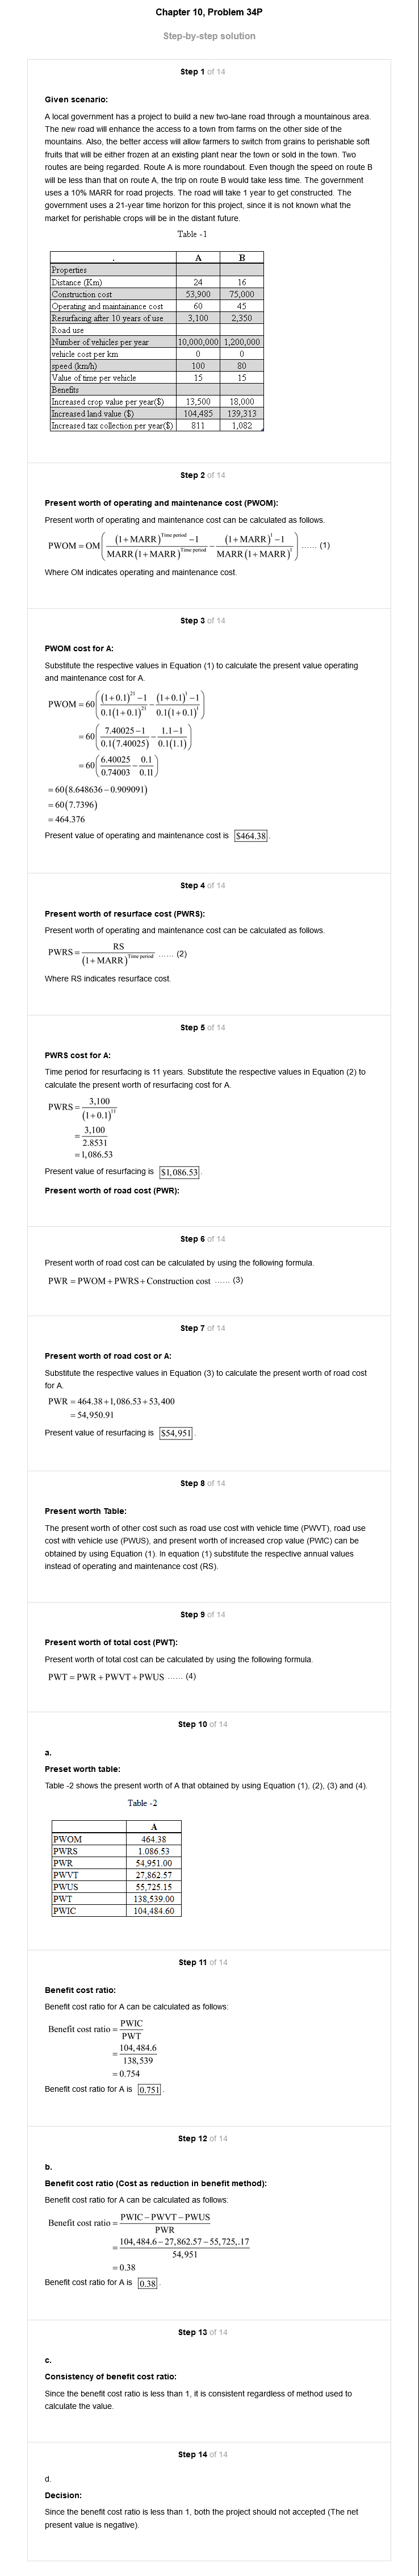 Chapter 10, Problem 34P
Step-by-step solution
Step 1 of 14
Given scenario:
A local government has a project to build a new two-lane road through a mountainous area.
The new road will enhance the access to a town from farms on the other side of the
mountains. Also, the better access will allow farmers to switch from grains to perishable soft
fruits that will be either frozen at an existing plant near the town or sold in the town. Two
routes are being regarded. Route A is more roundabout. Even though the speed on route B
will be less than that on route A, the trip on route B would take less time. The government
uses a 10% MARR for road projects. The road will take 1 year to get constructed. The
government uses a 21-year time horizon for this project, since it is not known what the
market for perishable crops will be in the distant future.
Table -1
. A B
Properties
Distance (Km) 24 16
Construction cost 53,900 75,000
Operating and maintainance cost 60 45
Resurfacing after 10 years of use 3,100 2,350
Road use
Number of vehicles per year 10,000,000 1,200,000
vehicle cost per km 0 0
speed (km/h) 100 80
Value of time per vehicle 15 15
Benefits
Increased crop value per year($) 13,500 18,000
Increased land value ($) 104,485 139,313
Increased tax collection per year($) 811 1,082
Step 2 of 14
Present worth of operating and maintenance cost (PWOM):
Present worth of operating and maintenance cost can be calculated as follows.
PWOM = OM( (1+MARR)^Time period −1 / MARR(1+MARR)^Time period − (1+MARR)^1 −1 / MARR(1+MARR)^1 ) ...... (1)
Where OM indicates operating and maintenance cost.
Step 3 of 14
PWOM cost for A:
Substitute the respective values in Equation (1) to calculate the present value operating
and maintenance cost for A.
PWOM = 60( (1+0.1)^21 −1 / 0.1(1+0.1)^21 − (1+0.1)^1 −1 / 0.1(1+0.1)^1 )
= 60( 7.40025−1 / 0.1(7.40025) − 1.1−1 / 0.1(1.1) )
= 60( 6.40025 / 0.74003 − 0.1 / 0.11 )
= 60(8.648636−0.909091)
= 60(7.7396)
= 464.376
Present value of operating and maintenance cost is $464.38.
Step 4 of 14
Present worth of resurface cost (PWRS):
Present worth of operating and maintenance cost can be calculated as follows.
PWRS = RS / (1+MARR)^Time period ...... (2)
Where RS indicates resurface cost.
Step 5 of 14
PWRS cost for A:
Time period for resurfacing is 11 years. Substitute the respective values in Equation (2) to
calculate the present worth of resurfacing cost for A.
PWRS = 3,100 / (1+0.1)^11
= 3,100 / 2.8531
= 1,086.53
Present value of resurfacing is $1,086.53.
Present worth of road cost (PWR):
Step 6 of 14
Present worth of road cost can be calculated by using the following formula.
PWR = PWOM + PWRS + Construction cost ...... (3)
Step 7 of 14
Present worth of road cost or A:
Substitute the respective values in Equation (3) to calculate the present worth of road cost
for A.
PWR = 464.38+1,086.53+53,400
= 54,950.91
Present value of resurfacing is $54,951.
Step 8 of 14
Present worth Table:
The present worth of other cost such as road use cost with vehicle time (PWVT), road use
cost with vehicle use (PWUS), and present worth of increased crop value (PWIC) can be
obtained by using Equation (1). In equation (1) substitute the respective annual values
instead of operating and maintenance cost (RS).
Step 9 of 14
Present worth of total cost (PWT):
Present worth of total cost can be calculated by using the following formula.
PWT = PWR + PWVT + PWUS ...... (4)
Step 10 of 14
a.
Preset worth table:
Table -2 shows the present worth of A that obtained by using Equation (1), (2), (3) and (4).
Table -2
A
PWOM 464.38
PWRS 1.086.53
PWR 54,951.00
PWVT 27,862.57
PWUS 55,725.15
PWT 138,539.00
PWIC 104,484.60
Step 11 of 14
Benefit cost ratio:
Benefit cost ratio for A can be calculated as follows:
Benefit cost ratio = PWIC / PWT
= 104,484.6 / 138,539
= 0.754
Benefit cost ratio for A is 0.751.
Step 12 of 14
b.
Benefit cost ratio (Cost as reduction in benefit method):
Benefit cost ratio for A can be calculated as follows:
Benefit cost ratio = PWIC − PWVT − PWUS / PWR
= 104,484.6−27,862.57−55,725,.17 / 54,951
= 0.38
Benefit cost ratio for A is 0.38.
Step 13 of 14
c.
Consistency of benefit cost ratio:
Since the benefit cost ratio is less than 1, it is consistent regardless of method used to
calculate the value.
Step 14 of 14
d.
Decision:
Since the benefit cost ratio is less than 1, both the project should not accepted (The net
present value is negative).